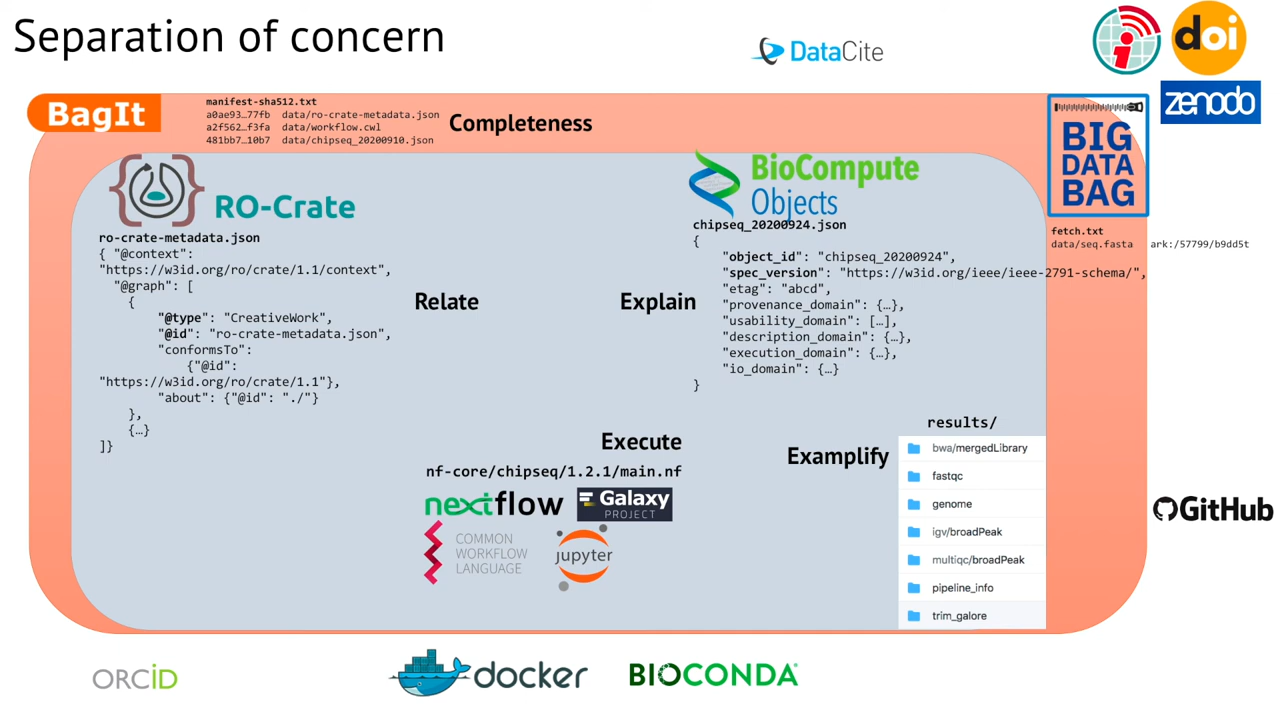 Separation of concern
DataCite
doi
zenodo
BagIt
manifest-sha512.txt
a0ae93…77fb data/ro-crate-metadata.json
a2f562…f3fa data/workflow.cwl
481bb7…10b7 data/chipseq_20200910.json
Completeness
BIG
DATA
BAG
fetch.txt
data/seq.fasta ark:/57799/b9dd5t
RO-Crate
ro-crate-metadata.json
{ "@context":
"https://w3id.org/ro/crate/1.1/context",
"@graph": [
{
"@type": "CreativeWork",
"@id": "ro-crate-metadata.json",
"conformsTo":
{"@id":
"https://w3id.org/ro/crate/1.1"},
"about": {"@id": "./"}
},
{…}
]}
Relate
BioCompute
Objects
chipseq_20200924.json
{
"object_id": "chipseq_20200924",
"spec_version": "https://w3id.org/ieee/ieee-2791-schema/",
"etag": "abcd",
"provenance_domain": {…},
"usability_domain": […],
"description_domain": {…},
"execution_domain": {…},
"io_domain": {…}
}
Explain
Execute
nf-core/chipseq/1.2.1/main.nf
nextflow
Galaxy
PROJECT
COMMON
WORKFLOW
LANGUAGE
jupyter
Examplify
results/
bwa/mergedLibrary
fastqc
genome
igv/broadPeak
multiqc/broadPeak
pipeline_info
trim_galore
GitHub
ORCID
docker
BIOCONDA